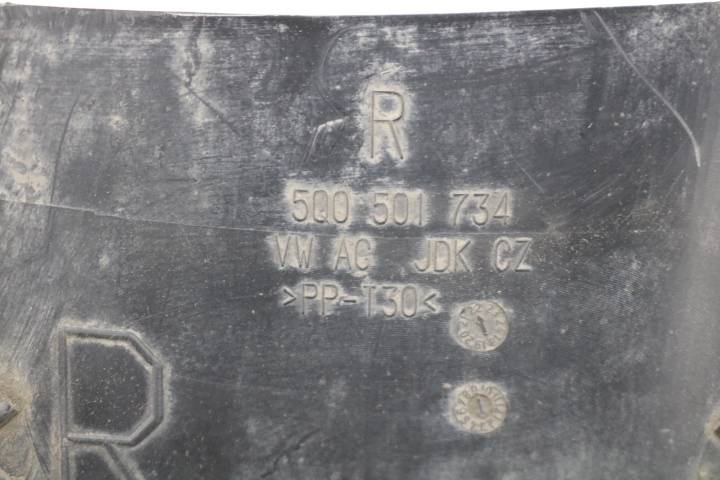 R
5Q0 501 734
VW AG JDK CZ
>PP-T30<
R